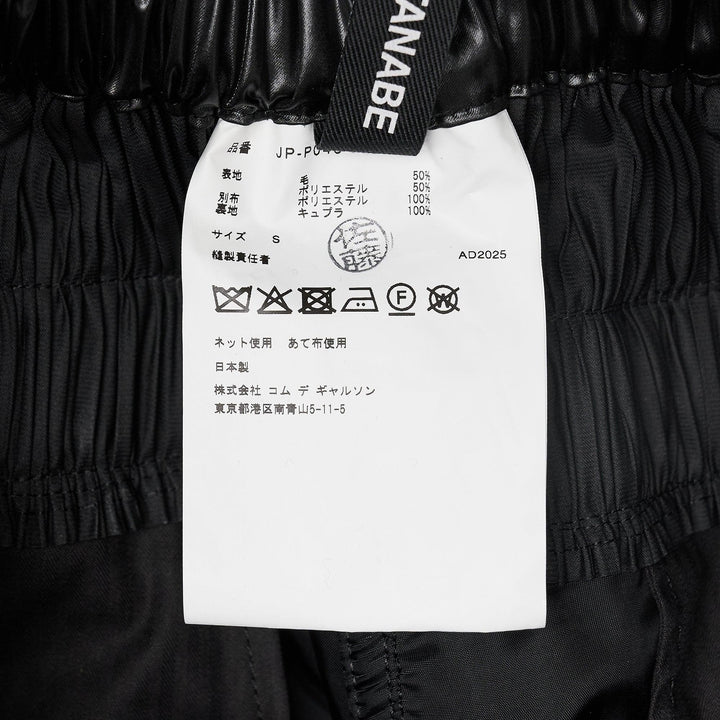 TANABE
品番 JP-P04
表地 毛 50%
ポリエステル 50%
別布 ポリエステル 100%
裏地 キュプラ 100%
サイズ S
縫製責任者 佐藤 AD2025
F W
ネット使用 あて布使用
日本製
株式会社 コム デ ギャルソン
東京都港区南青山5-11-5